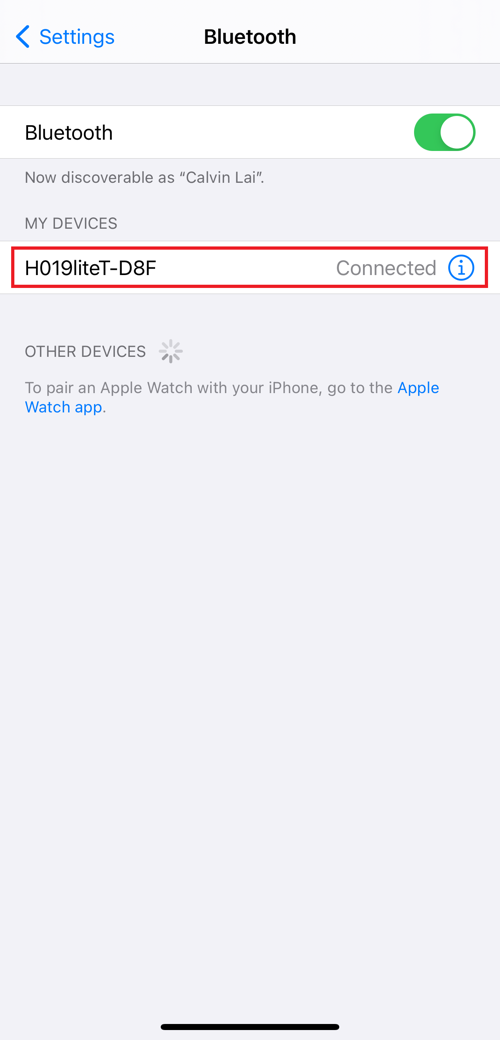 Settings
Bluetooth
Bluetooth
Now discoverable as “Calvin Lai”.
MY DEVICES
H019liteT-D8F Connected
OTHER DEVICES
To pair an Apple Watch with your iPhone, go to the Apple
Watch app.